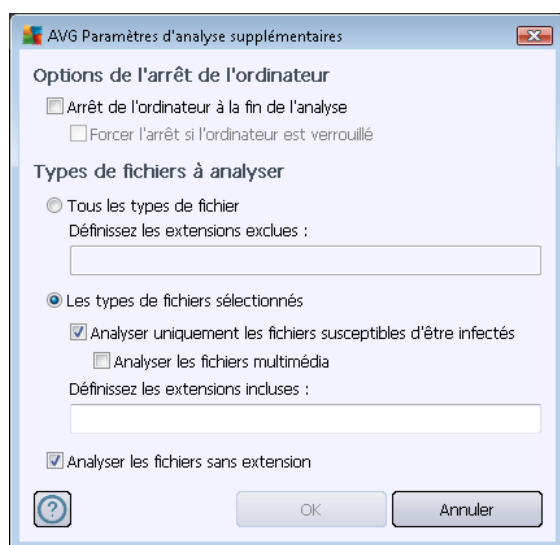 AVG Paramètres d'analyse supplémentaires
Options de l'arrêt de l'ordinateur
Arrêt de l'ordinateur à la fin de l'analyse
Forcer l'arrêt si l'ordinateur est verrouillé
Types de fichiers à analyser
Tous les types de fichier
Définissez les extensions exclues :
Les types de fichiers sélectionnés
Analyser uniquement les fichiers susceptibles d'être infectés
Analyser les fichiers multimédia
Définissez les extensions incluses :
Analyser les fichiers sans extension
? OK Annuler